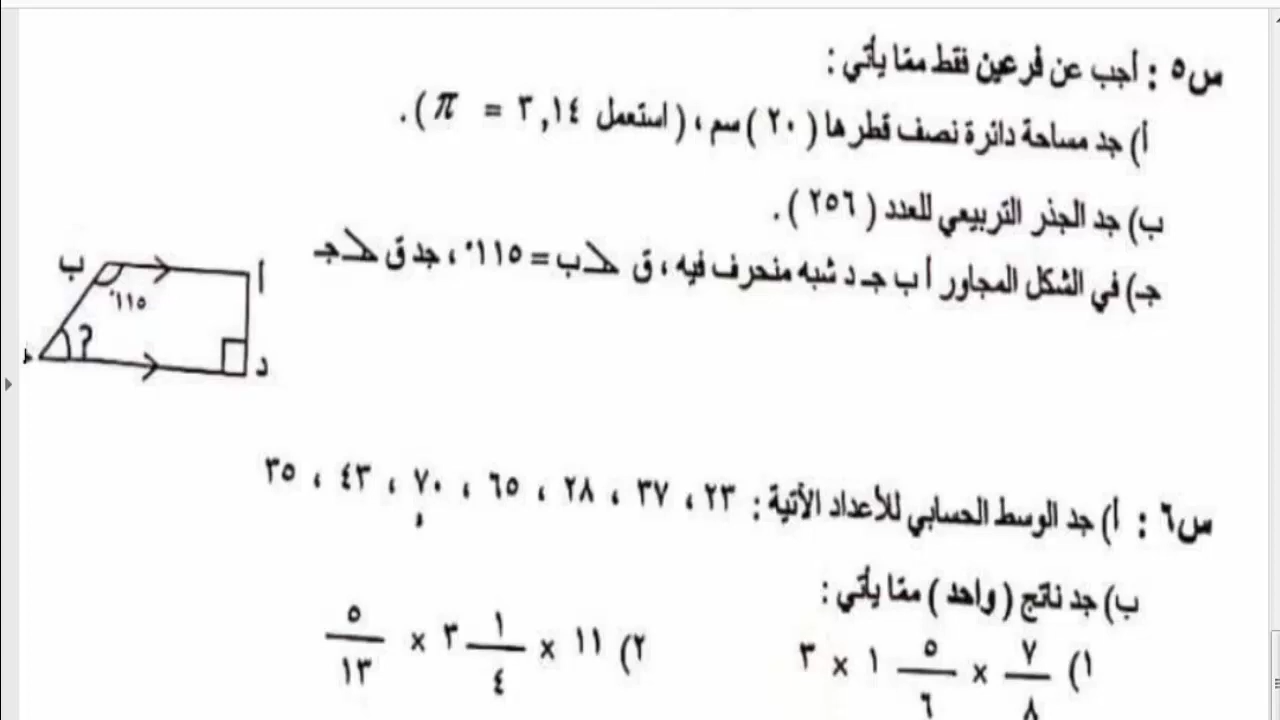 س٥ : أجب عن فرعين فقط ممّا يأتي :
أ) جد مساحة دائرة نصف قطرها ( ٢٠ ) سم ، ( استعمل ٣,١٤ = π ) .
ب) جد الجذر التربيعي للعدد ( ٢٥٦ ) .
جـ) في الشكل المجاور أ ب جـ د شبه منحرف فيه ، ق ∠ ب = ١١٥° ، جد ق ∠ جـ
ب
أ
١١٥°
؟
د
س٦ : أ) جد الوسط الحسابي للأعداد الآتية : ٢٣ ، ٣٧ ، ٢٨ ، ٦٥ ، ٧٠ ، ٤٣ ، ٣٥
ب) جد ناتج ( واحد ) ممّا يأتي :
١) ٧/٨ × ١ ٥/٦ × ٣
٢) ١١ × ٣ ١/٤ × ٥/١٣